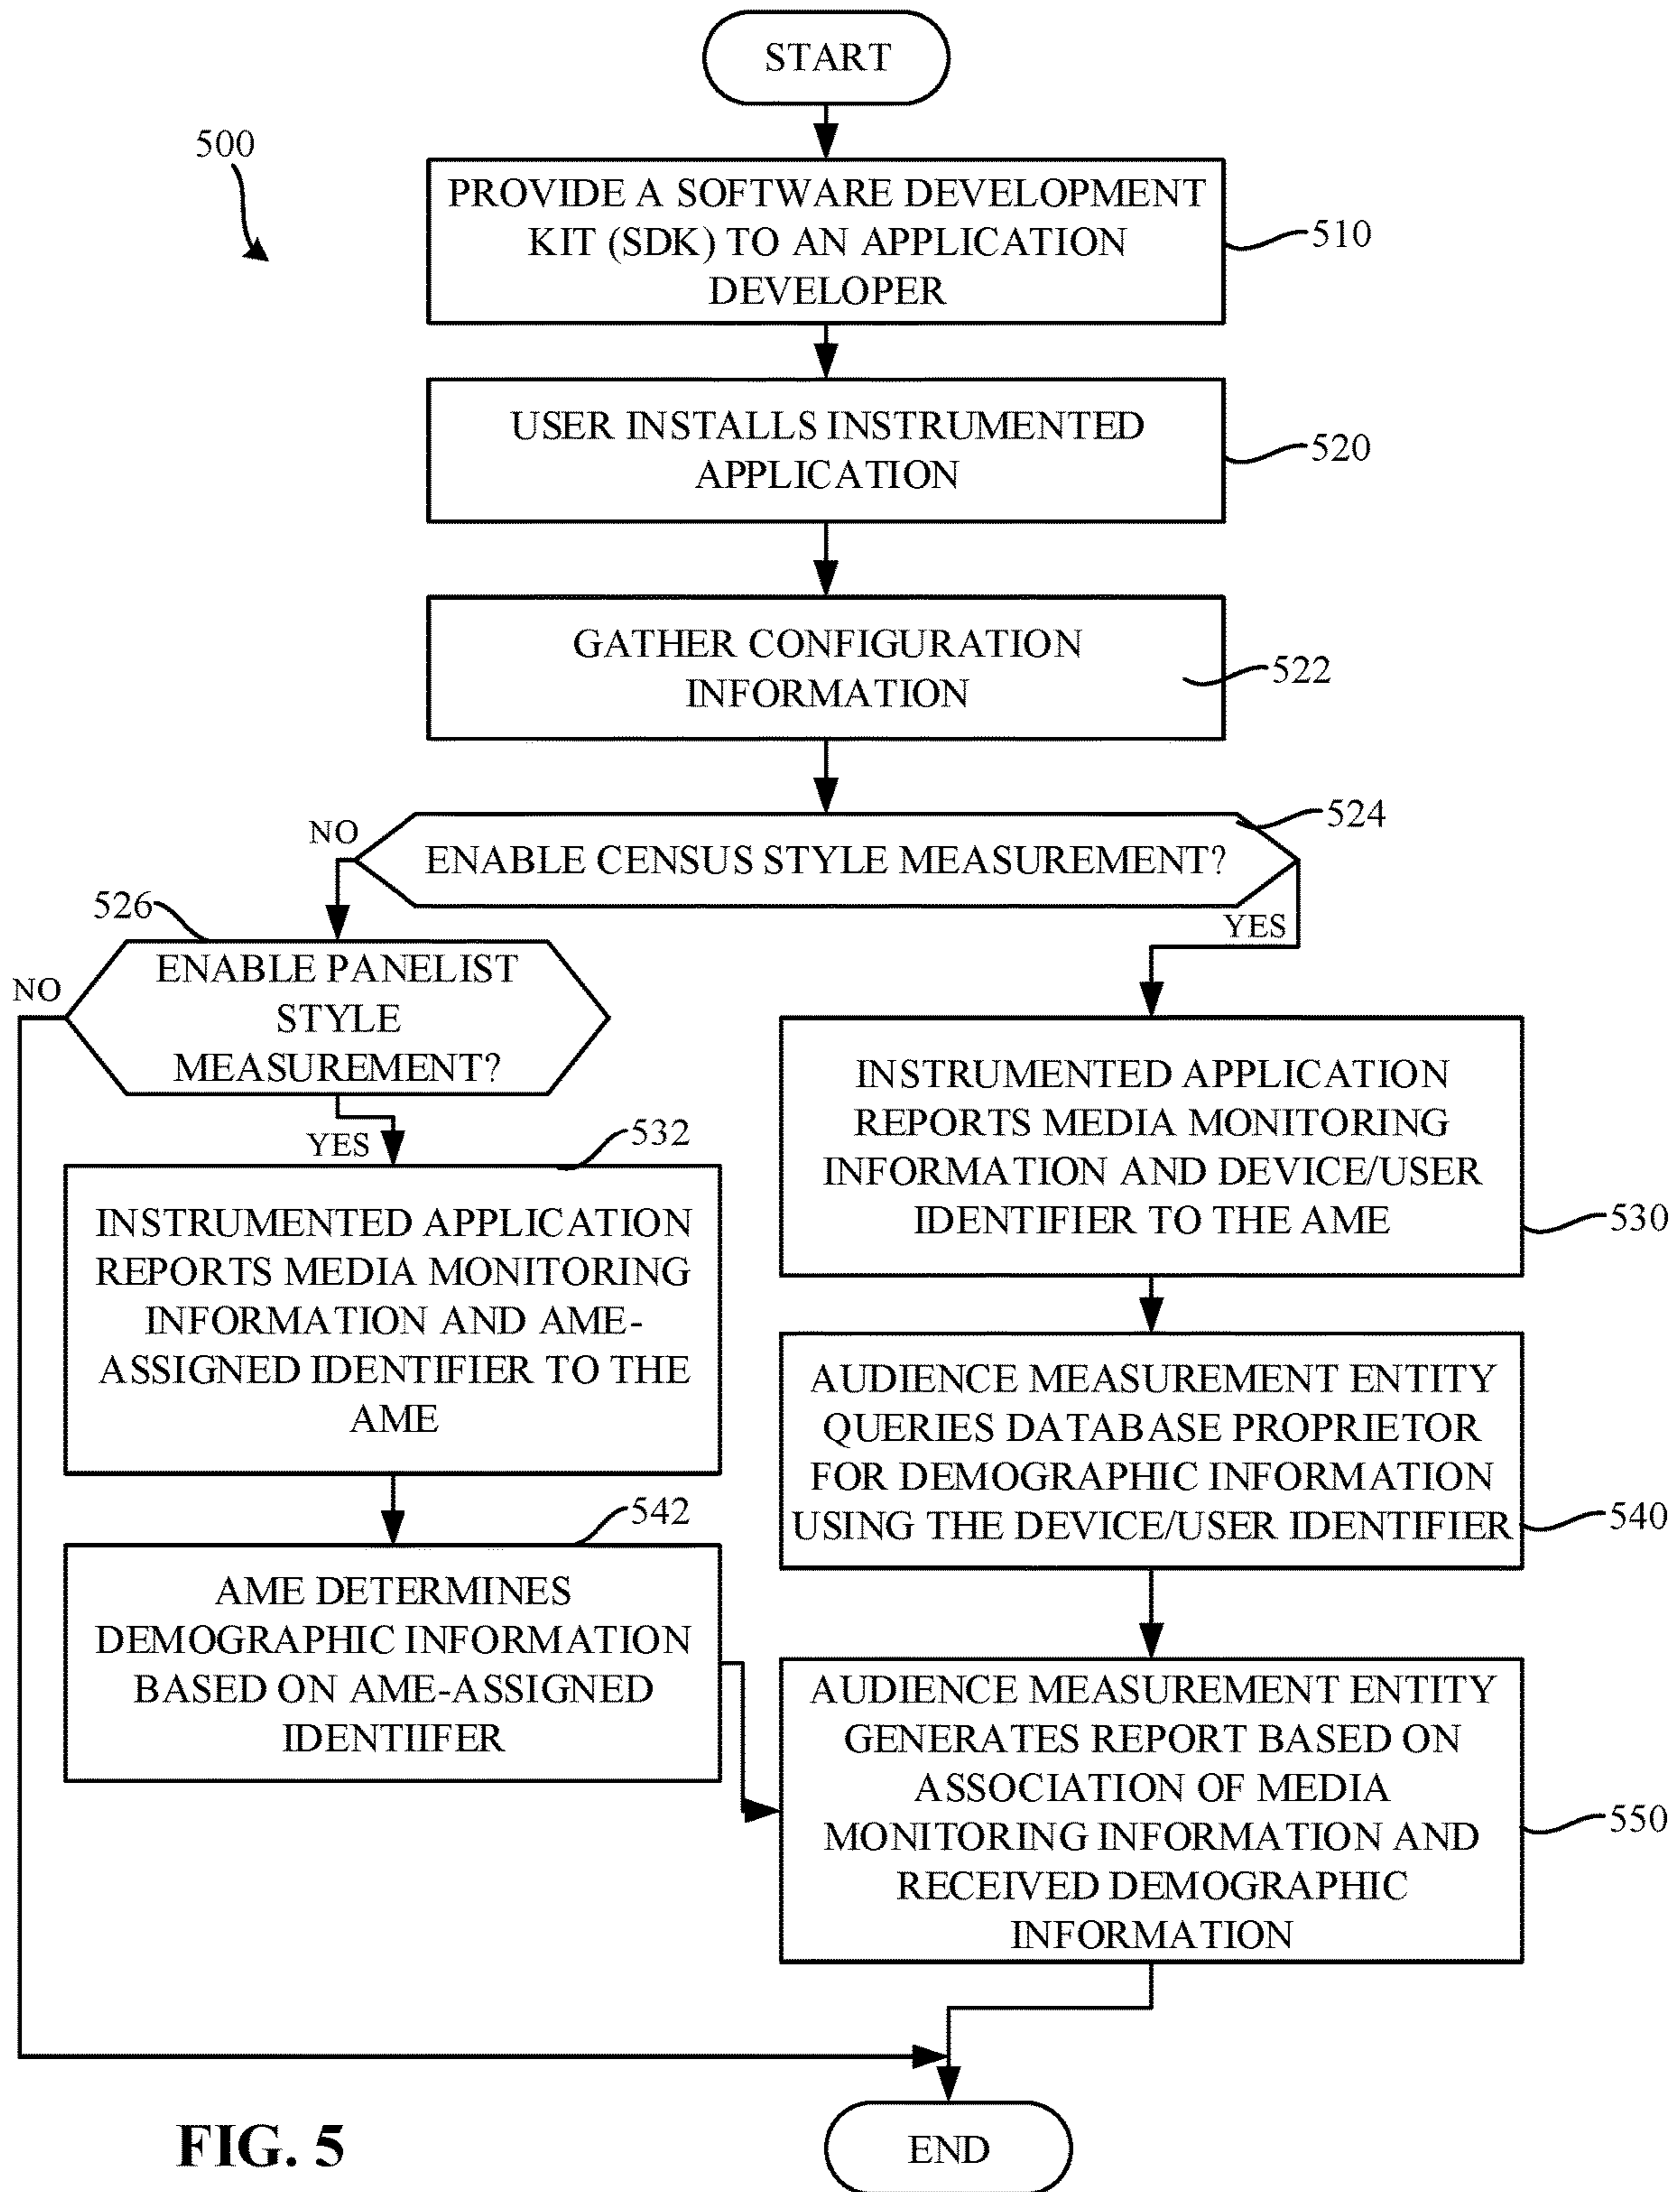 START
500
PROVIDE A SOFTWARE DEVELOPMENT
KIT (SDK) TO AN APPLICATION
DEVELOPER
510
USER INSTALLS INSTRUMENTED
APPLICATION
520
GATHER CONFIGURATION
INFORMATION
522
524
NO
ENABLE CENSUS STYLE MEASUREMENT?
YES
526
NO
ENABLE PANELIST
STYLE
MEASUREMENT?
YES
532
INSTRUMENTED APPLICATION
REPORTS MEDIA MONITORING
INFORMATION AND AME-
ASSIGNED IDENTIFIER TO THE
AME
542
AME DETERMINES
DEMOGRAPHIC INFORMATION
BASED ON AME-ASSIGNED
IDENTIIFER
INSTRUMENTED APPLICATION
REPORTS MEDIA MONITORING
INFORMATION AND DEVICE/USER
IDENTIFIER TO THE AME
530
AUDIENCE MEASUREMENT ENTITY
QUERIES DATABASE PROPRIETOR
FOR DEMOGRAPHIC INFORMATION
USING THE DEVICE/USER IDENTIFIER
540
AUDIENCE MEASUREMENT ENTITY
GENERATES REPORT BASED ON
ASSOCIATION OF MEDIA
MONITORING INFORMATION AND
RECEIVED DEMOGRAPHIC
INFORMATION
550
END
FIG. 5